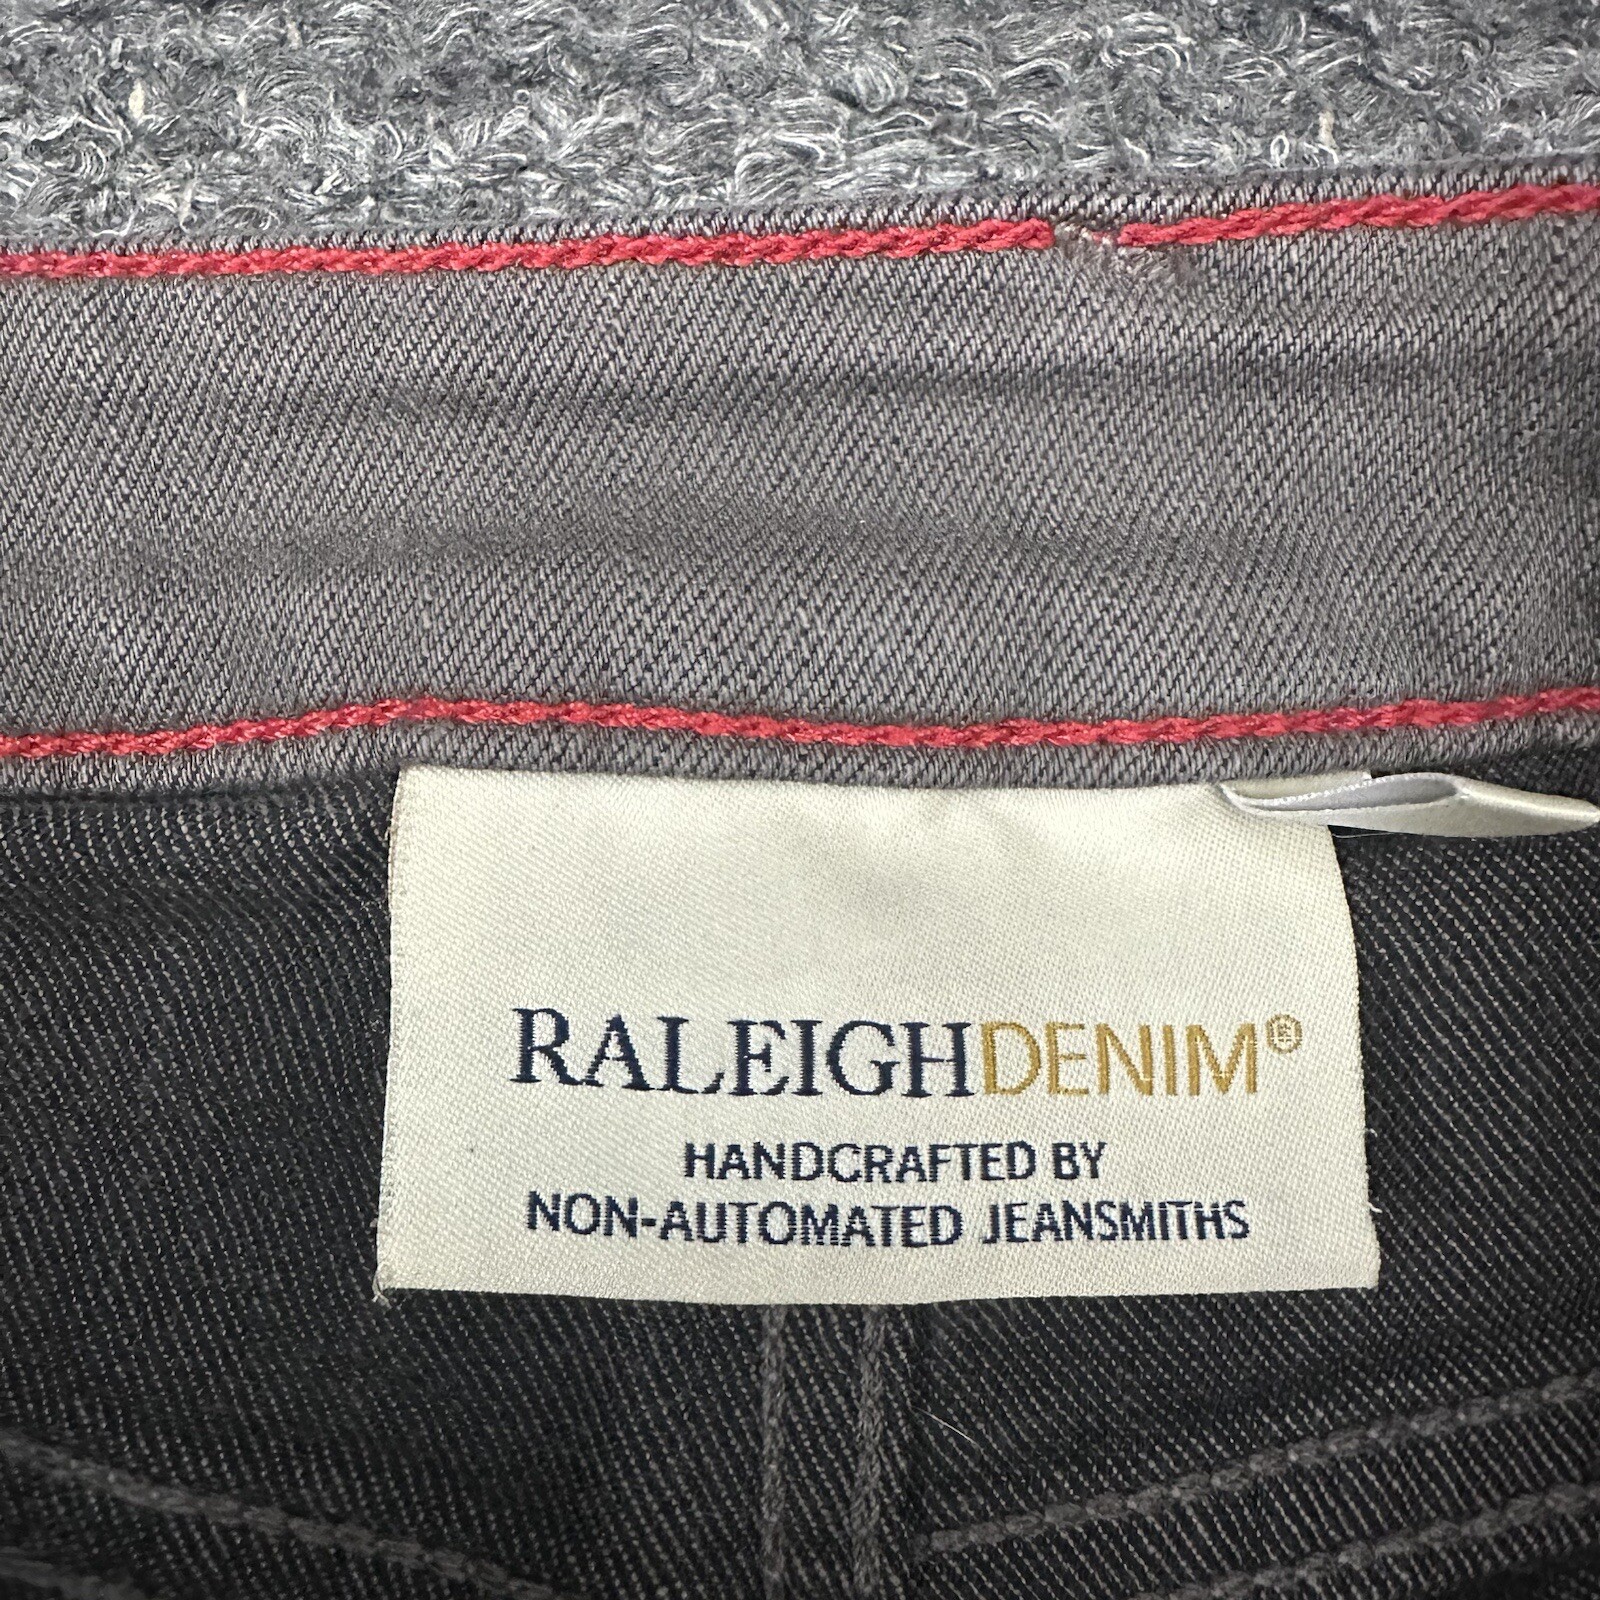 RALEIGHDENIM®
HANDCRAFTED BY
NON-AUTOMATED JEANSMITHS